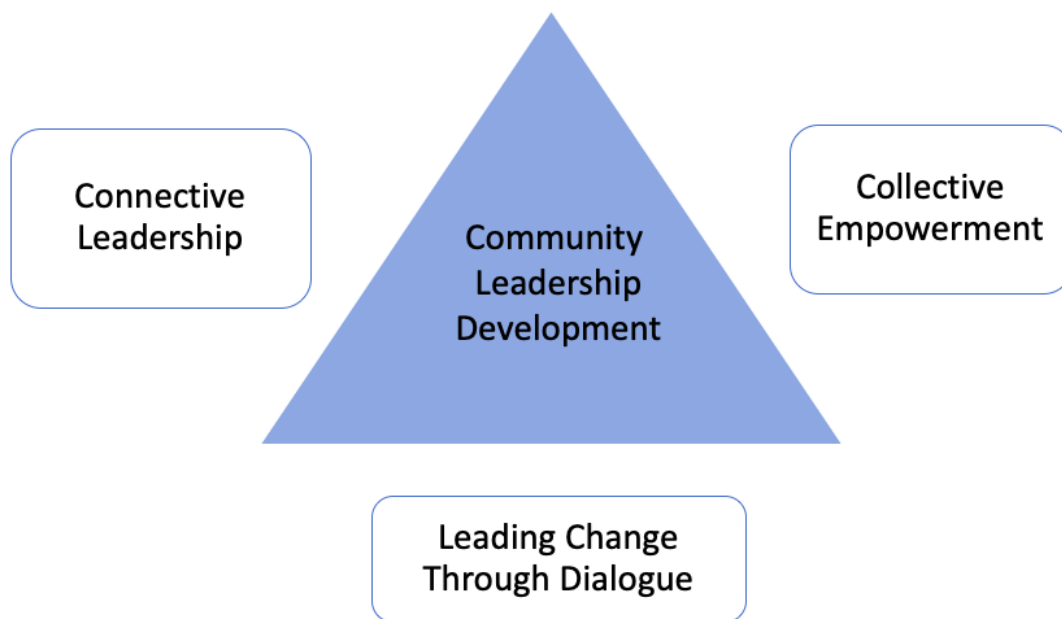 Connective
Leadership
Collective
Empowerment
Community
Leadership
Development
Leading Change
Through Dialogue